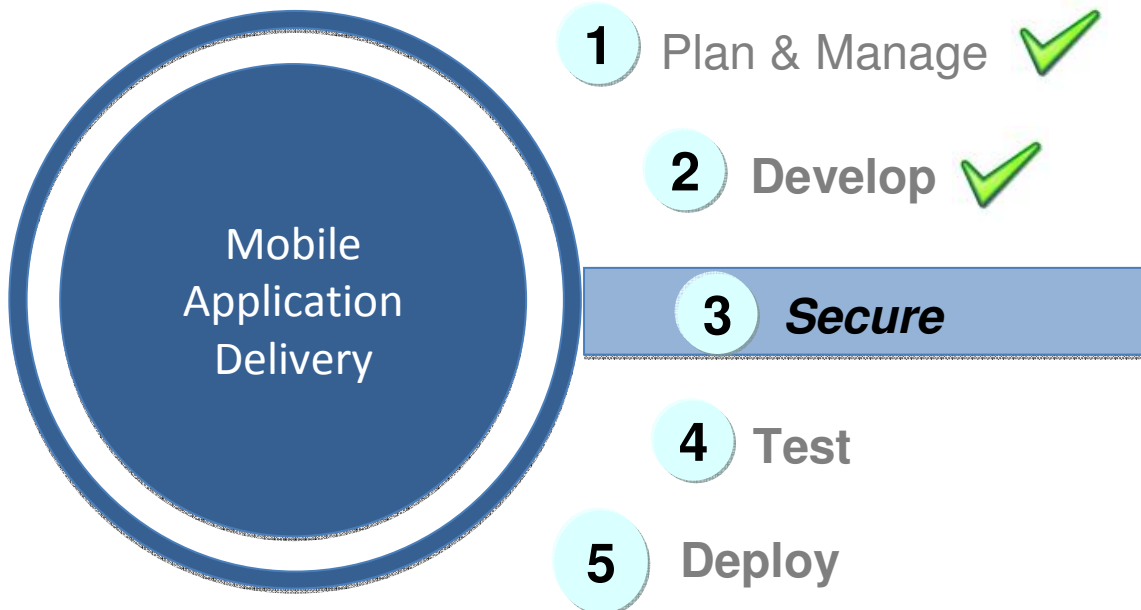 Mobile
Application
Delivery
1 Plan & Manage
2 Develop
3 Secure
4 Test
5 Deploy